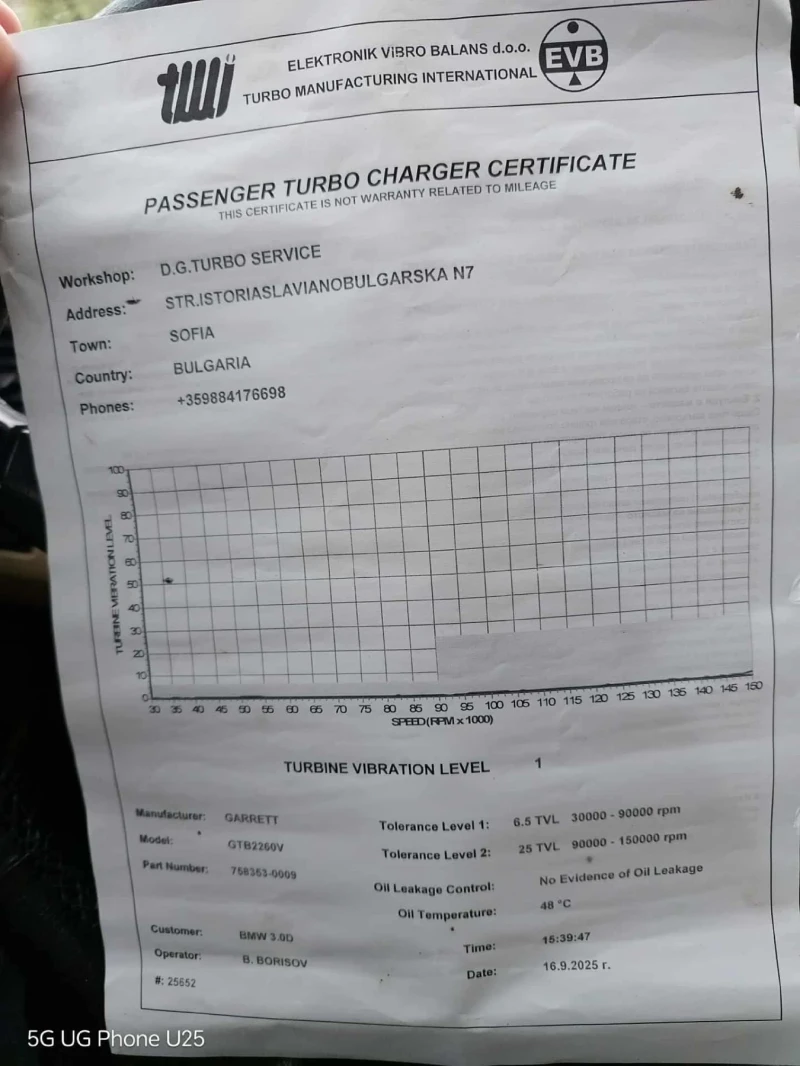 tmi
ELEKTRONIK ViBRO BALANS d.o.o.
TURBO MANUFACTURING INTERNATIONAL
EVB
PASSENGER TURBO CHARGER CERTIFICATE
THIS CERTIFICATE IS NOT WARRANTY RELATED TO MILEAGE
Workshop: D.G.TURBO SERVICE
Address: STR.ISTORIASLAVIANOBULGARSKA N7
Town: SOFIA
Country: BULGARIA
Phones: +359884176698
TURBINE VIBRATION LEVEL
100
90
80
70
60
50
40
30
20
10
0
30 35 40 45 50 55 60 65 70 75 80 85 90 95 100 105 110 115 120 125 130 135 140 145 150
SPEED(RPM x 1000)
TURBINE VIBRATION LEVEL 1
Manufacturer: GARRETT
Model: GTB2260V
Part Number: 758353-0009
Customer: BMW 3.0D
Operator: B. BORISOV
#: 25652
Tolerance Level 1: 6.5 TVL 30000 - 90000 rpm
Tolerance Level 2: 25 TVL 90000 - 150000 rpm
Oil Leakage Control: No Evidence of Oil Leakage
Oil Temperature: 48 °C
Time: 15:39:47
Date: 16.9.2025 г.
5G UG Phone U25